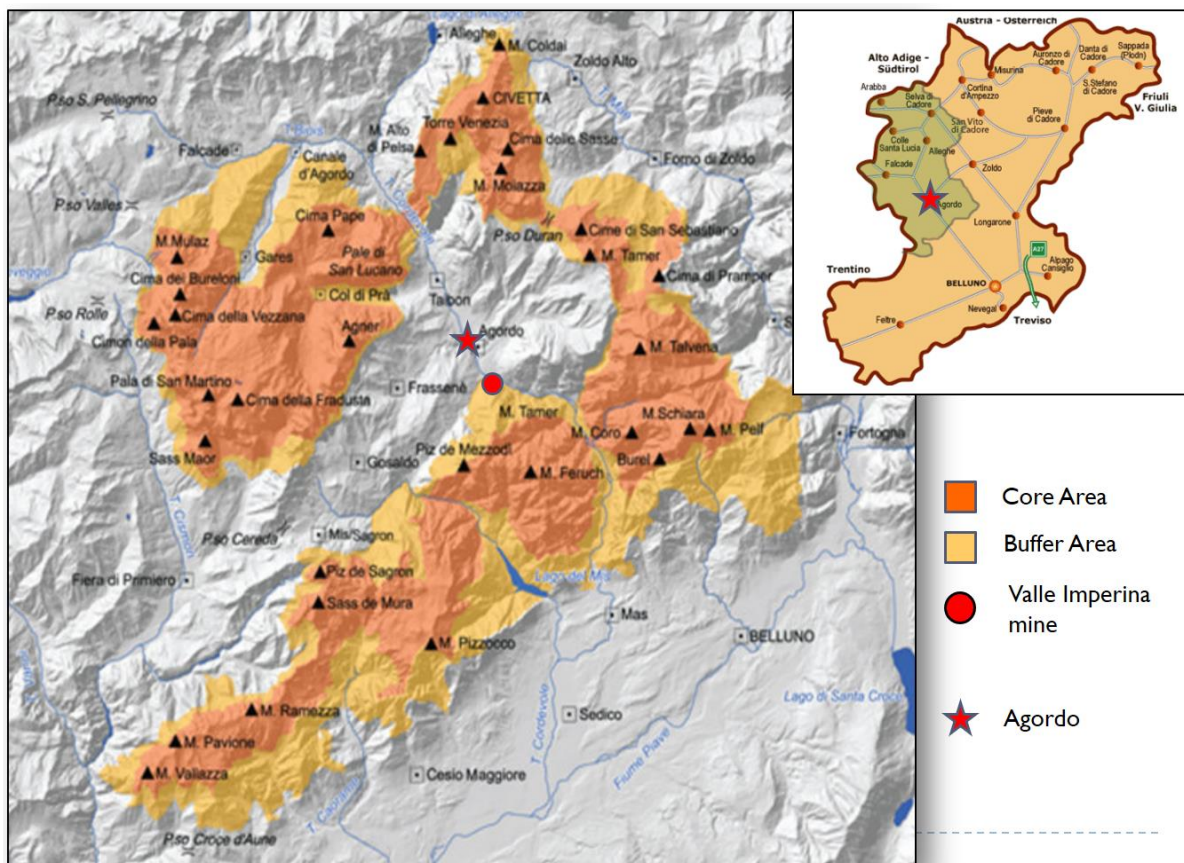 Lago di Alleghe
Alleghe
M. Coldai
Zoldo Alto
P.so S. Pellegrino
CIVETTA
T. Maè
Torre Venezia
M. Alto
di Pelsa
Cima delle Sasse
T. Biois
Falcade
Canale
d'Agordo
Forno di Zoldo
M. Moiazza
P.so Valles
T. Cordevole
Cima Pape
P.so Duran
Cime di San Sebastiano
M. Mulaz
Pale di
San Lucano
Gares
M. Tamer
Cima dei Bureloni
Cima di Pramper
Col di Prà
Taibon
P.so Rolle
Cima della Vezzana
Agner
Agordo
Cimon della Pala
M. Talvena
Pala di San Martino
Frassenè
Cima della Fradusta
M. Tamer
M.Schiara
M. Coro
M. Pelf
Fortogna
Sass Maor
Gosaldo
Piz de Mezzodì
M. Feruch
Burel
T. Cismon
P.so Cereda
Mis/Sagron
Fiera di Primiero
Piz de Sagron
Lago del Mis
Sass de Mura
Mas
BELLUNO
M. Pizzocco
Lago di Santa Croce
M. Ramezza
T. Cordevole
Sedico
M. Pavione
Fiume Piave
M. Vallazza
Cesio Maggiore
T. Caorame
P.so Croce d'Aune
Austria - Österreich
Alto Adige -
Südtirol
Auronzo di
Cadore
Danta di
Cadore
Sappada
(Plodn)
Misurina
Arabba
Cortina
d'Ampezzo
S.Stefano di
Cadore
Selva di
Cadore
Friuli
V. Giulia
San Vito
di Cadore
Pieve di
Cadore
Colle
Santa Lucia
Alleghe
Falcade
Zoldo
Agordo
Longarone
A27
Alpago
Cansiglio
Trentino
BELLUNO
Nevegal
Feltre
Treviso
Core Area
Buffer Area
Valle Imperina
mine
Agordo